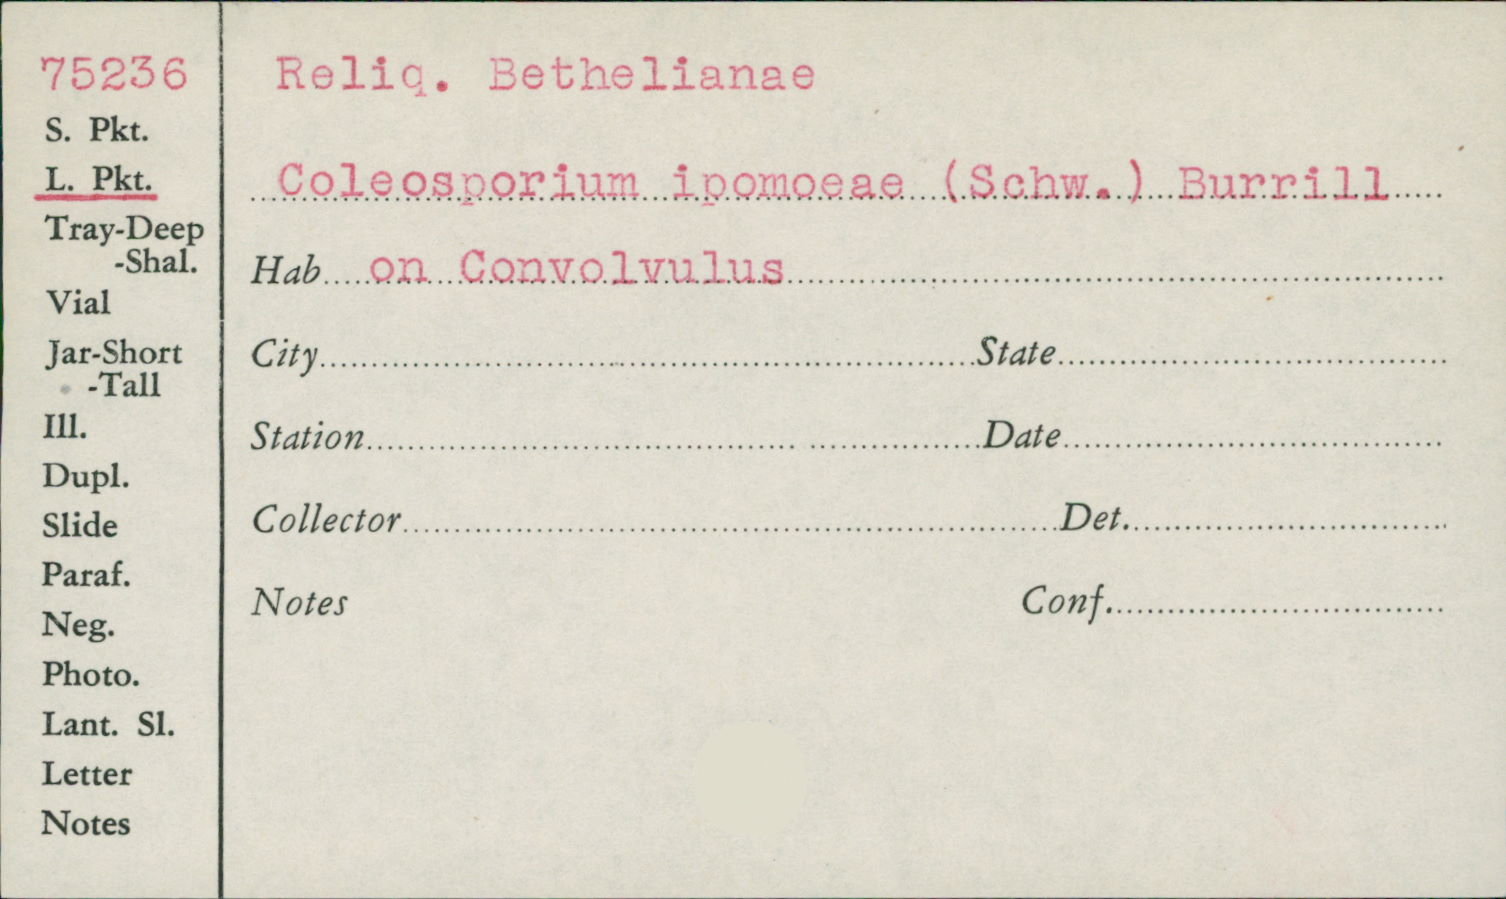 75236
S. Pkt.
L. Pkt.
Tray-Deep
-Shal.
Vial
Jar-Short
-Tall
Ill.
Dupl.
Slide
Paraf.
Neg.
Photo.
Lant. Sl.
Letter
Notes
Reliq. Bethelianae
Coleosporium ipomoeae (Schw.) Burrill
Hab on Convolvulus
City State
Station Date
Collector Det.
Notes Conf.